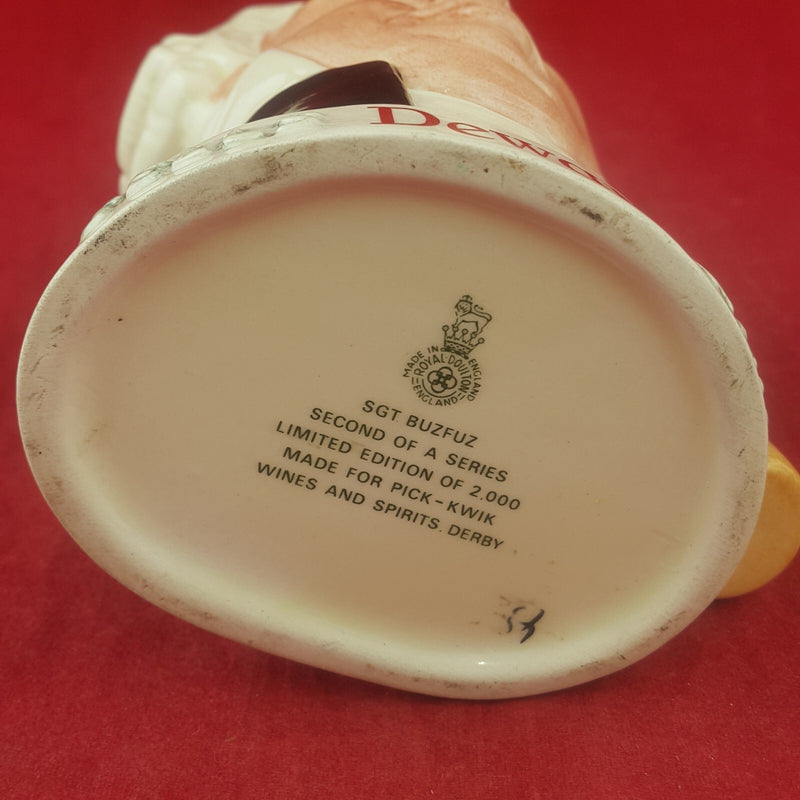 Dewar
MADE IN ENGLAND
ROYAL·DOULTON
ENGLAND
SGT. BUZFUZ
SECOND OF A SERIES
LIMITED EDITION OF 2.000
MADE FOR PICK-KWIK
WINES AND SPIRITS. DERBY